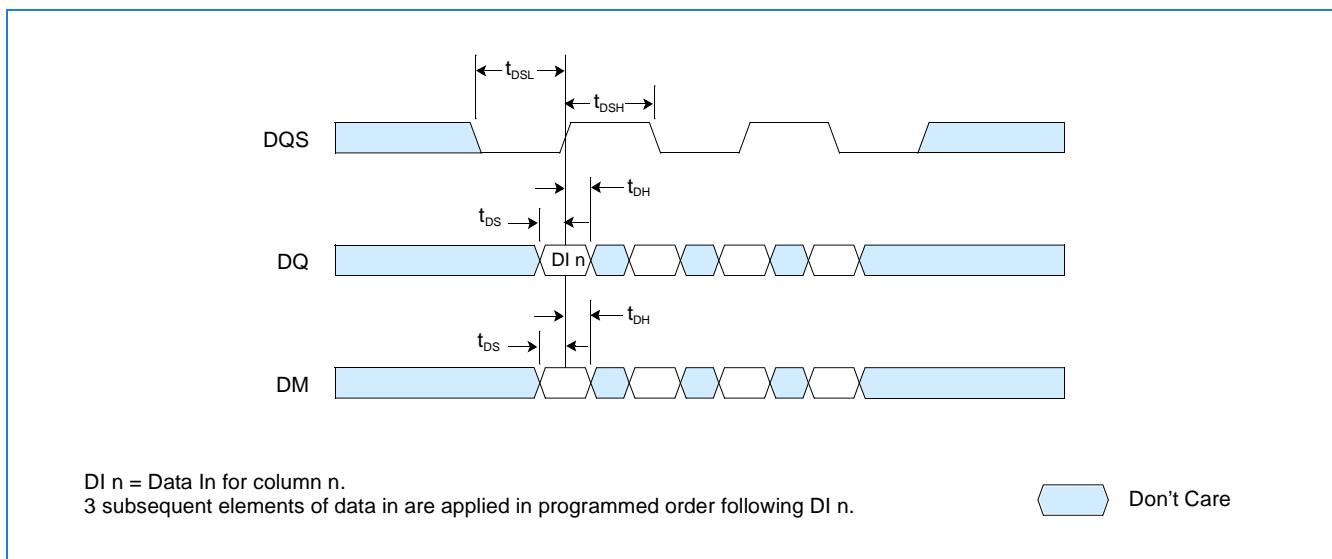 tDSL
tDSH
DQS
tDH
tDS
DQ
DI n
tDH
tDS
DM
DI n = Data In for column n.
3 subsequent elements of data in are applied in programmed order following DI n.
Don't Care